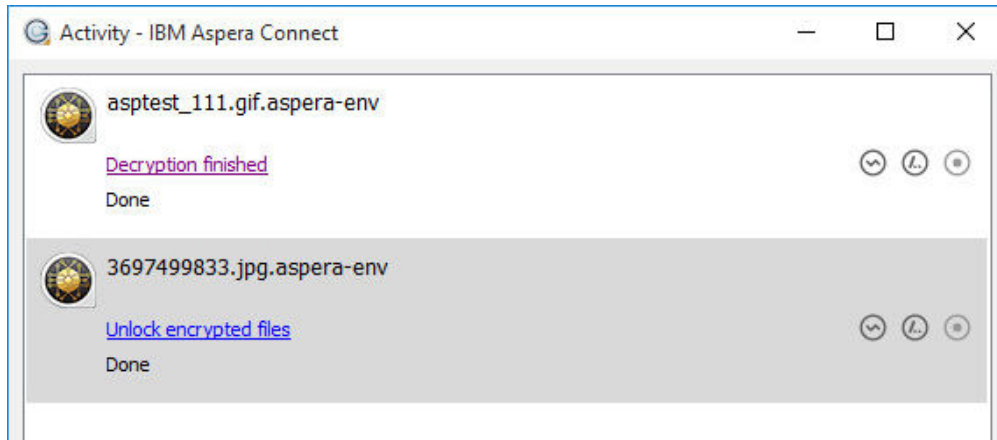 Activity - IBM Aspera Connect
asptest_111.gif.aspera-env
Decryption finished
Done
3697499833.jpg.aspera-env
Unlock encrypted files
Done